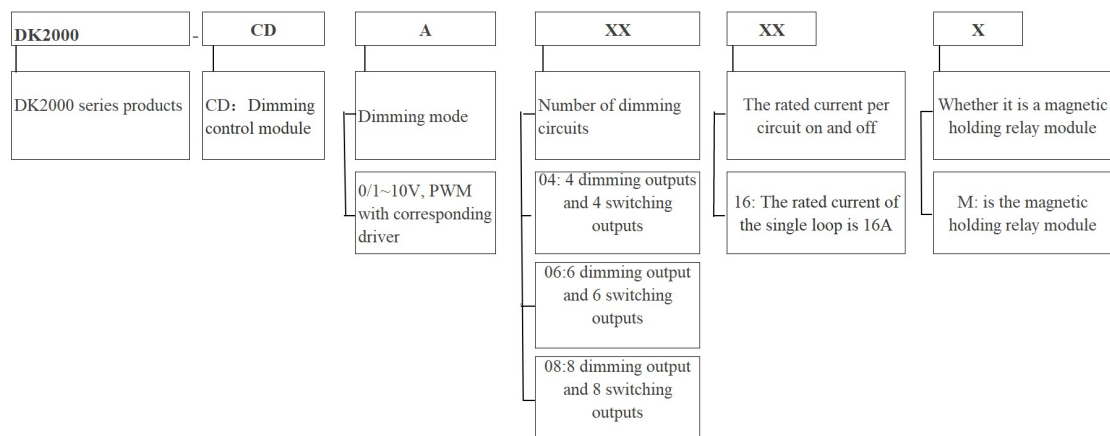 DK2000
-
CD
A
XX
XX
X
DK2000 series products
CD：Dimming
control module
Dimming mode
Number of dimming
circuits
The rated current per
circuit on and off
Whether it is a magnetic
holding relay module
0/1~10V, PWM
with corresponding
driver
04: 4 dimming outputs
and 4 switching
outputs
16: The rated current of
the single loop is 16A
M: is the magnetic
holding relay module
06:6 dimming output
and 6 switching
outputs
08:8 dimming output
and 8 switching
outputs